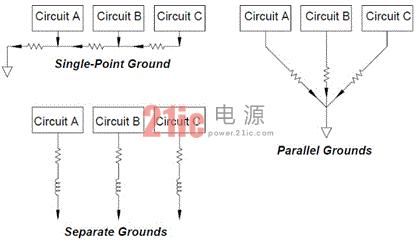 Circuit A Circuit B Circuit C
Single-Point Ground
Circuit A Circuit B Circuit C
Parallel Grounds
Circuit A Circuit B Circuit C
Separate Grounds
21ic 电源
power.21ic.com